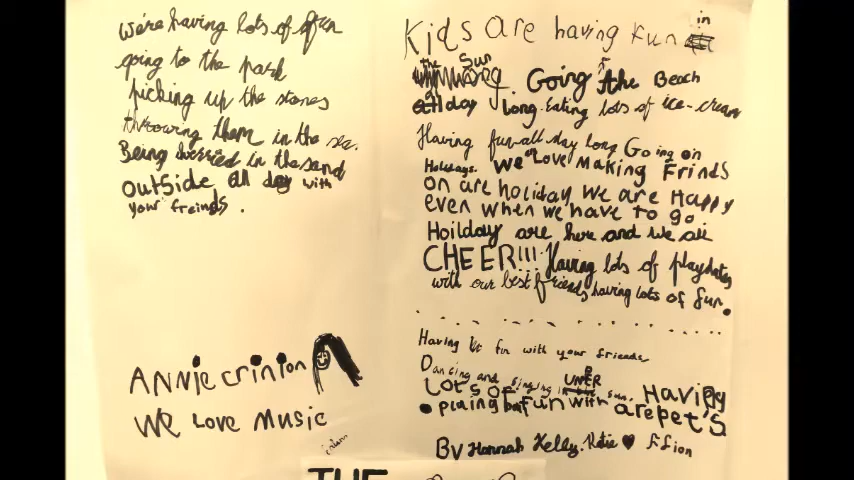 We're having lots of fun
going to the park
picking up the stones
throwing them in the sea.
Being burried in the sand
outside all day with
your freinds.
ANNiE crinion
WE LOVE MUSIC
Kids are having fun in
the Sun
Going to the Beach
all day long. Eating lots of ice-cream
Having fun all day long Going on
Holidays. We LOVE MAKING FRINDS
on are holiday we are HAPPY
even when we have to go.
Hoilday are here and we all
CHEER!!! Having lots of playdates
with our best friends having lots of fun.
Having fun with your friends
Dancing and singing in the sun.
UNER
LOTS OF HAVING
FUN WITH are pet's
By Hannah Kelly. Katie ♥ Ffion
THE